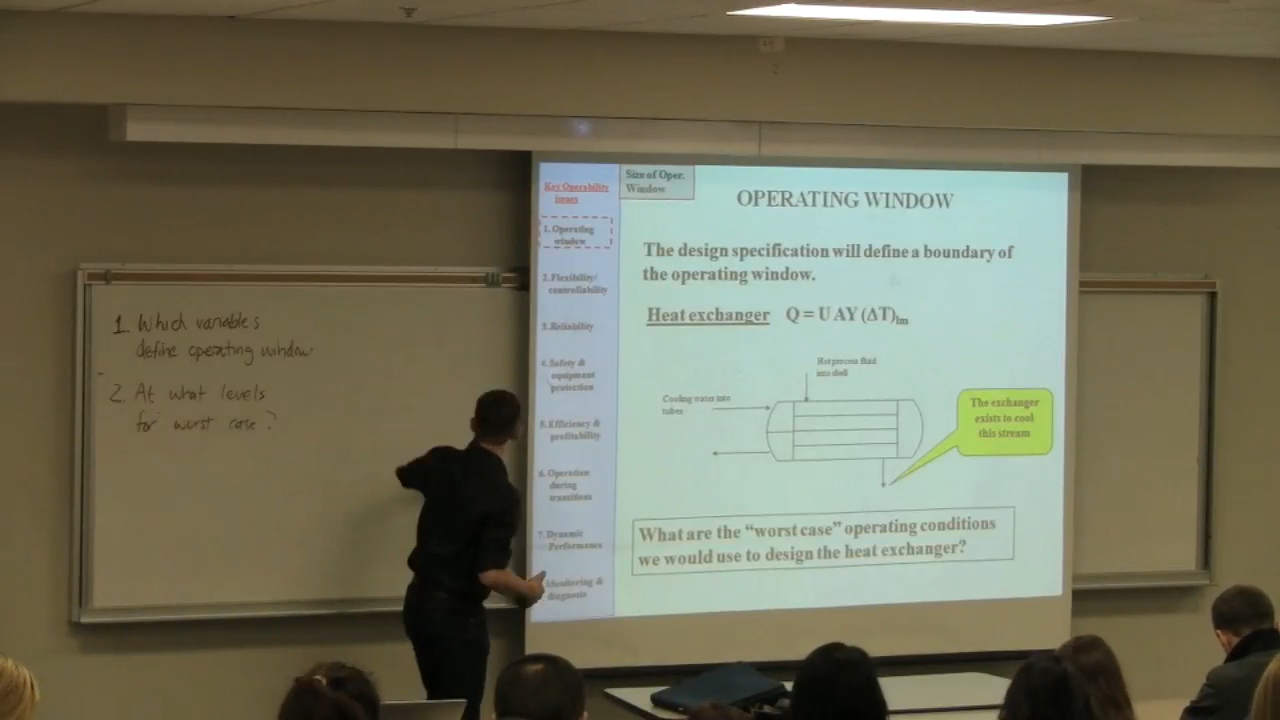 1. Which variables
define operating window
2. At what levels
for worst case?
Key Operability
issues
1. Operating
window
2. Flexibility/
controllability
3. Reliability
4. Safety &
equipment
protection
5. Efficiency &
profitability
6. Operation
during
transitions
7. Dynamic
Performance
Monitoring &
diagnosis
Size of Oper.
Window
OPERATING WINDOW
The design specification will define a boundary of
the operating window.
Heat exchanger Q = U AY (ΔT)lm
Hot process fluid
into shell
Cooling water into
tubes
The exchanger
exists to cool
this stream
What are the “worst case” operating conditions
we would use to design the heat exchanger?